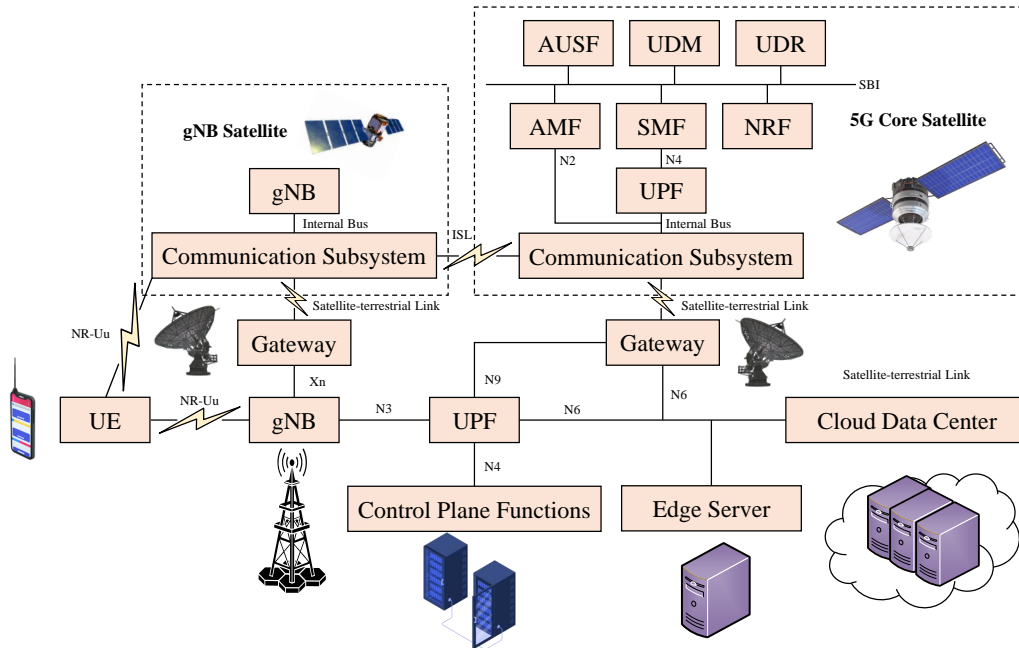 AUSF
UDM
UDR
SBI
gNB Satellite
AMF
SMF
NRF
5G Core Satellite
N2
N4
gNB
UPF
Internal Bus
Internal Bus
ISL
Communication Subsystem
Communication Subsystem
Satellite-terrestrial Link
Satellite-terrestrial Link
NR-Uu
Gateway
Gateway
Satellite-terrestrial Link
Xn
N9
N6
NR-Uu
N3
N6
UE
gNB
UPF
Cloud Data Center
N4
Control Plane Functions
Edge Server